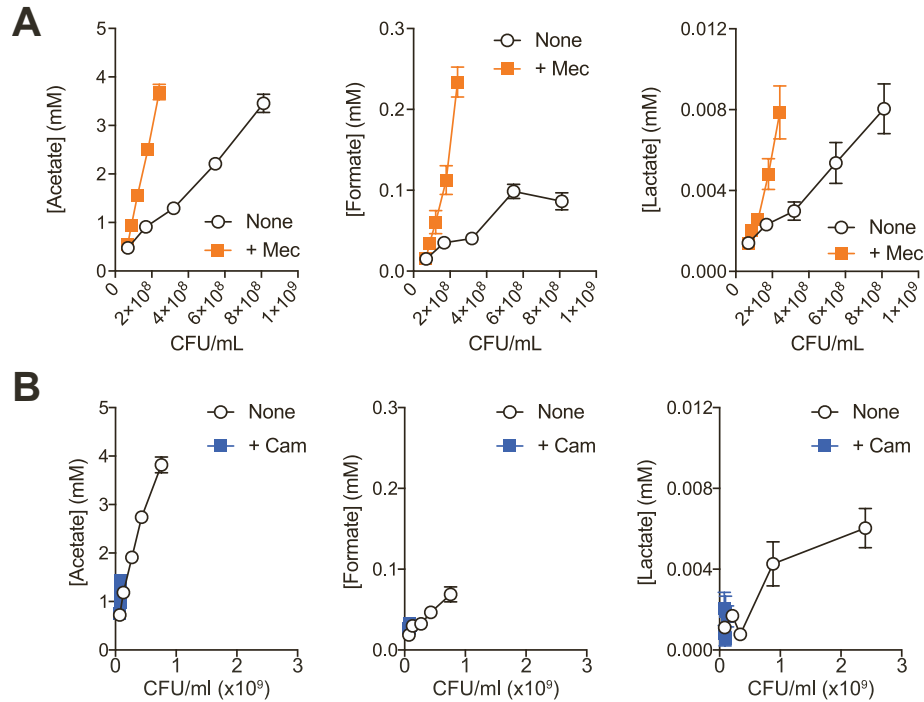 A
[Acetate] (mM)
5
4
3
2
1
0
None
+ Mec
0
2×10⁸
4×10⁸
6×10⁸
8×10⁸
1×10⁹
CFU/mL
[Formate] (mM)
0.3
0.2
0.1
0.0
None
+ Mec
0
2×10⁸
4×10⁸
6×10⁸
8×10⁸
1×10⁹
CFU/mL
[Lactate] (mM)
0.012
0.008
0.004
0.000
None
+ Mec
0
2×10⁸
4×10⁸
6×10⁸
8×10⁸
1×10⁹
CFU/mL
B
[Acetate] (mM)
5
4
3
2
1
0
None
+ Cam
0 1 2 3
CFU/ml (x10⁹)
[Formate] (mM)
0.3
0.2
0.1
0.0
None
+ Cam
0 1 2 3
CFU/ml (x10⁹)
[Lactate] (mM)
0.012
0.008
0.004
0.000
None
+ Cam
0 1 2 3
CFU/ml (x10⁹)